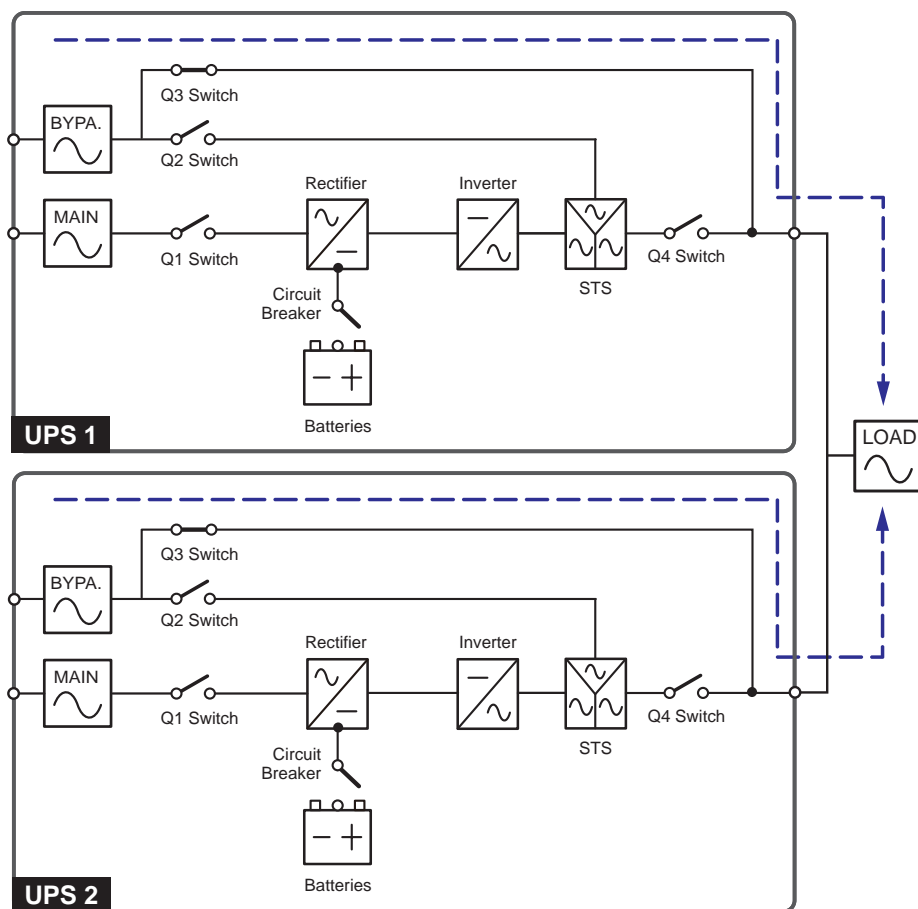 Q3 Switch
BYPA.
Q2 Switch
Rectifier
Inverter
MAIN
Q1 Switch
Q4 Switch
STS
Circuit
Breaker
Batteries
UPS 1
LOAD
Q3 Switch
BYPA.
Q2 Switch
Rectifier
Inverter
MAIN
Q1 Switch
Q4 Switch
STS
Circuit
Breaker
Batteries
UPS 2